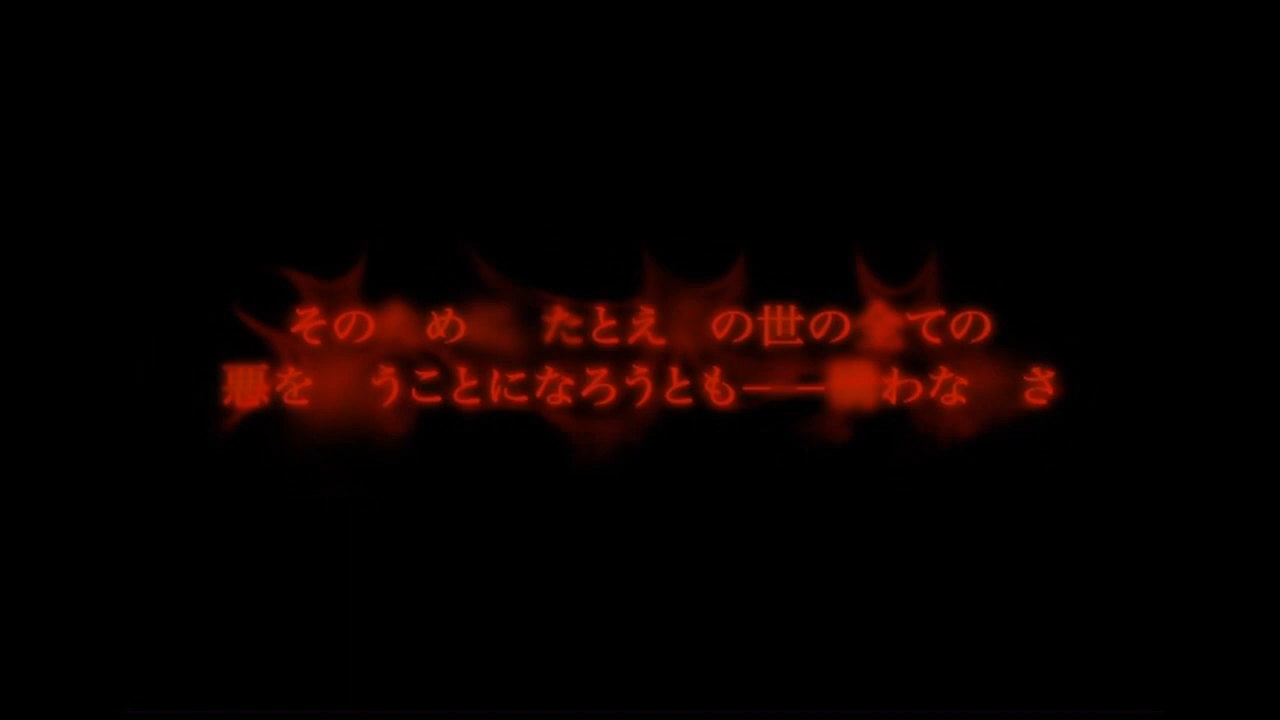 その め たとえ の世の全ての
悪を うことになろうとも――わな さ